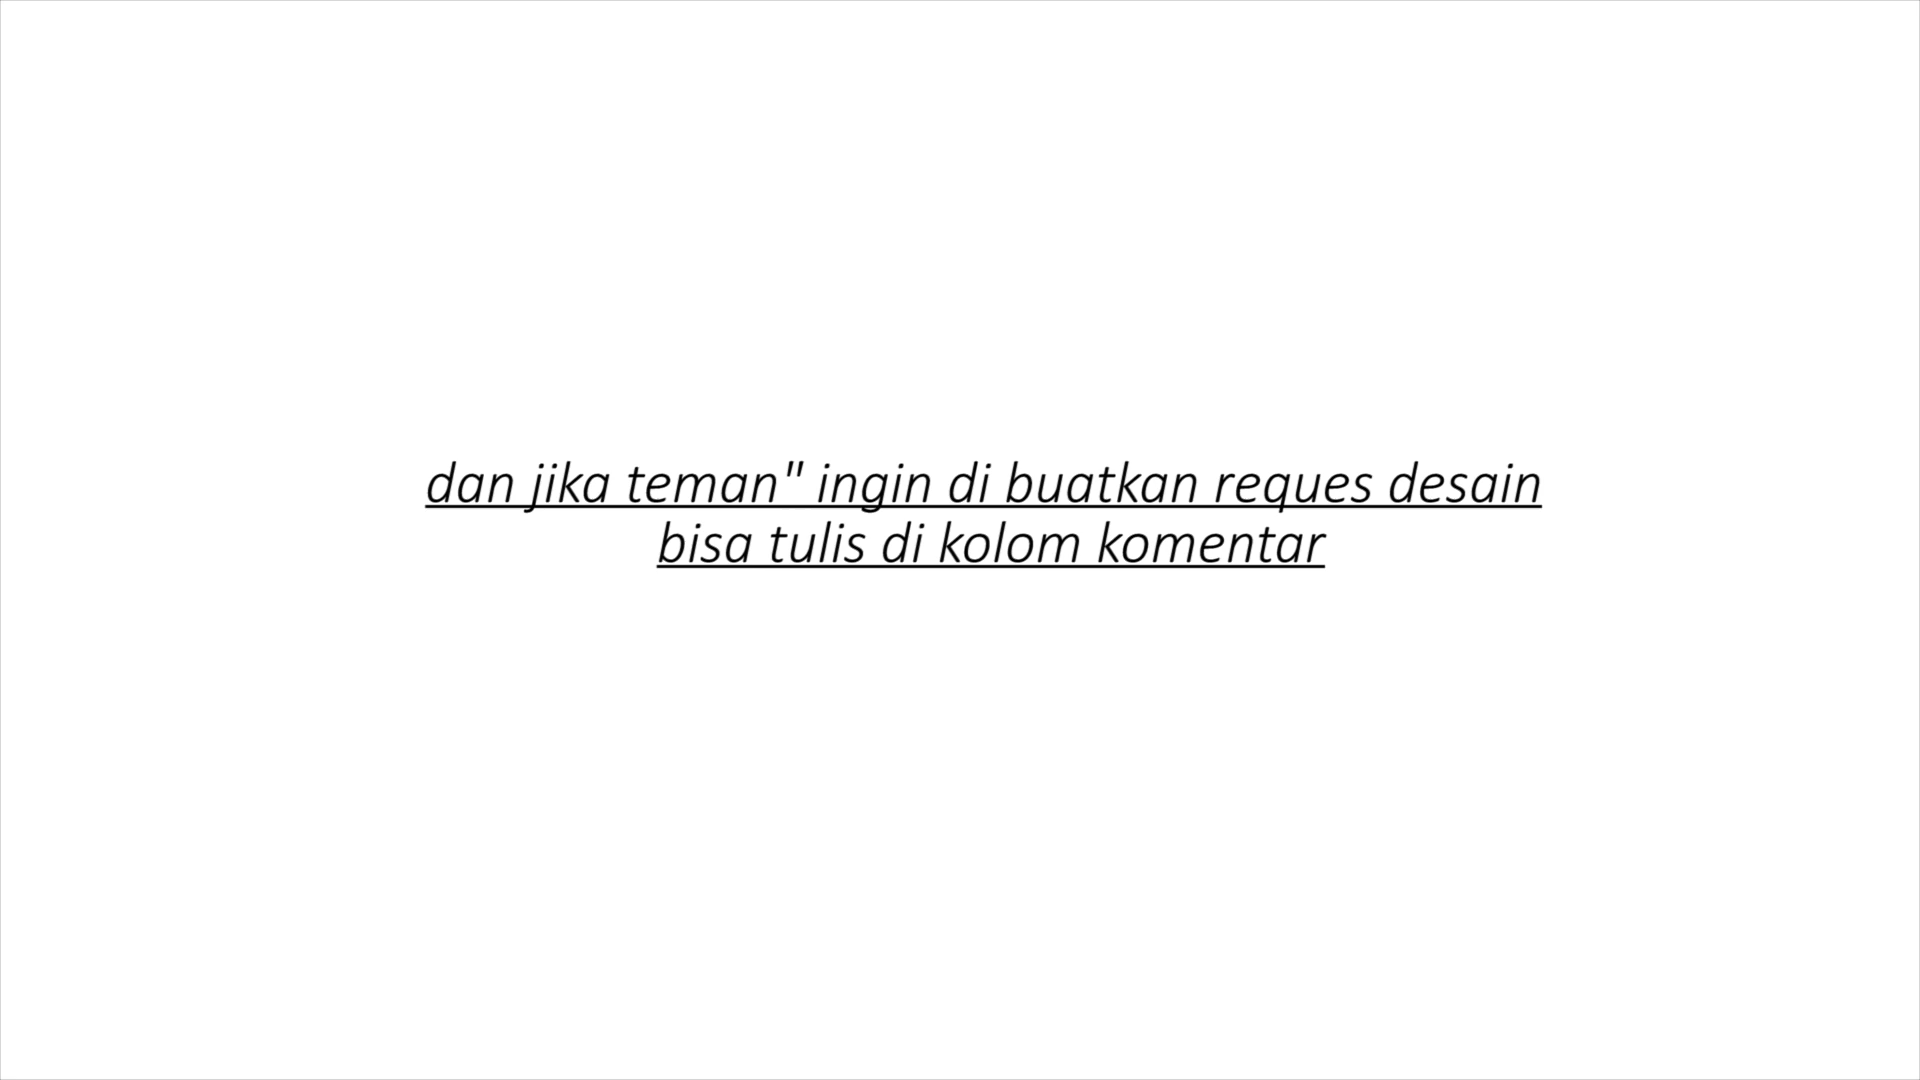 dan jika teman" ingin di buatkan reques desain
bisa tulis di kolom komentar